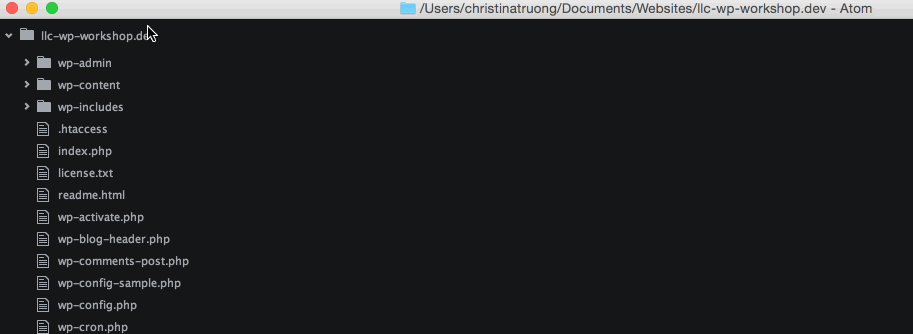 /Users/christinatruong/Documents/Websites/llc-wp-workshop.dev - Atom
llc-wp-workshop.dev
wp-admin
wp-content
wp-includes
.htaccess
index.php
license.txt
readme.html
wp-activate.php
wp-blog-header.php
wp-comments-post.php
wp-config-sample.php
wp-config.php
wp-cron.php